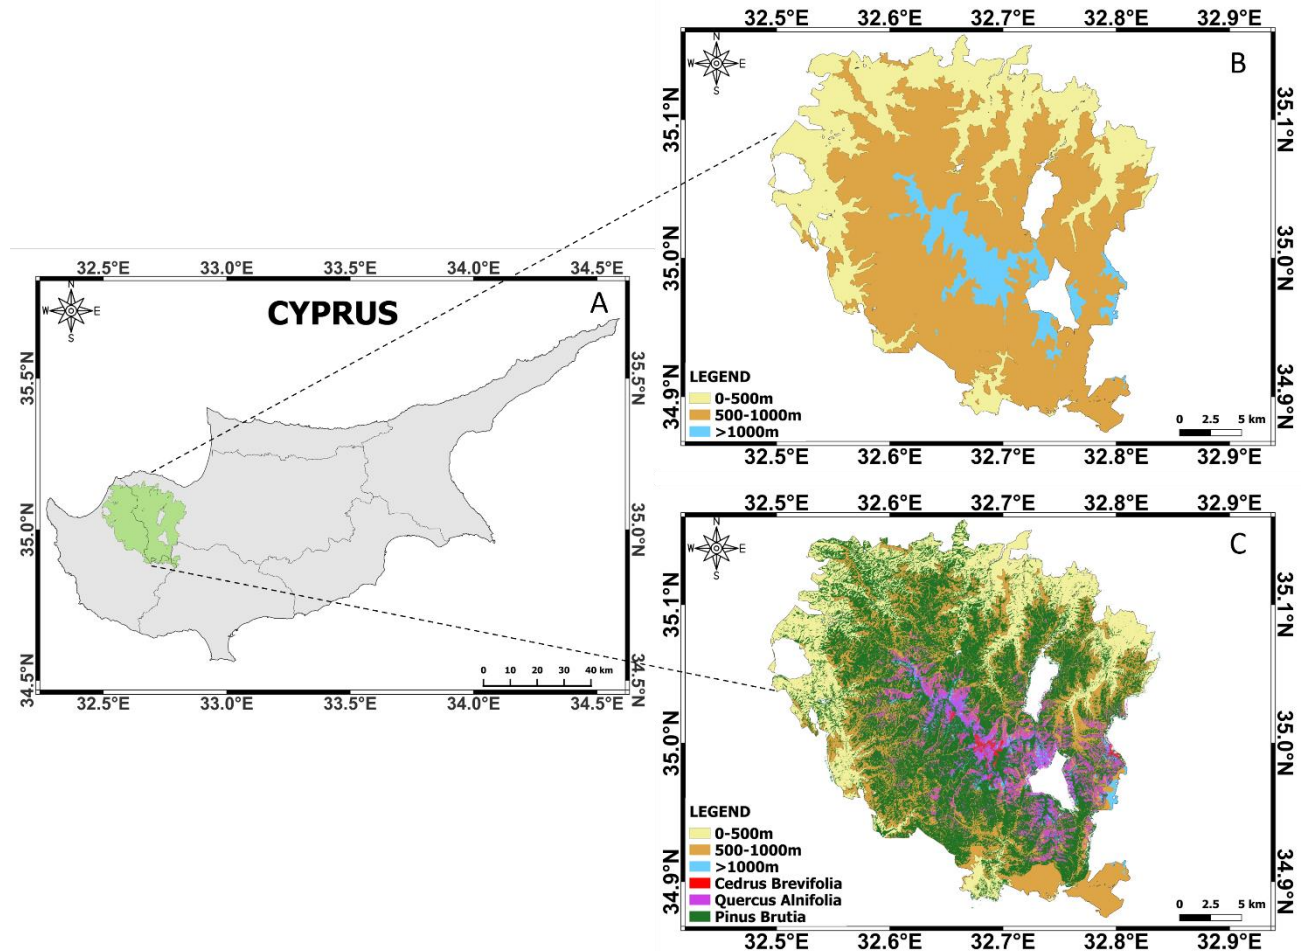 32.5°E 33.0°E 33.5°E 34.0°E 34.5°E
N
W E
S
CYPRUS
A
35.5°N 35.5°N
35.0°N 35.0°N
34.5°N 34.5°N
0 10 20 30 40 km
32.5°E 33.0°E 33.5°E 34.0°E 34.5°E
32.5°E 32.6°E 32.7°E 32.8°E 32.9°E
N
W E
S
B
35.1°N 35.1°N
35.0°N 35.0°N
34.9°N 34.9°N
LEGEND
0-500m
500-1000m
>1000m
0 2.5 5 km
32.5°E 32.6°E 32.7°E 32.8°E 32.9°E
32.5°E 32.6°E 32.7°E 32.8°E 32.9°E
N
W E
S
C
35.1°N 35.1°N
35.0°N 35.0°N
34.9°N 34.9°N
LEGEND
0-500m
500-1000m
>1000m
Cedrus Brevifolia
Quercus Alnifolia
Pinus Brutia
0 2.5 5 km
32.5°E 32.6°E 32.7°E 32.8°E 32.9°E